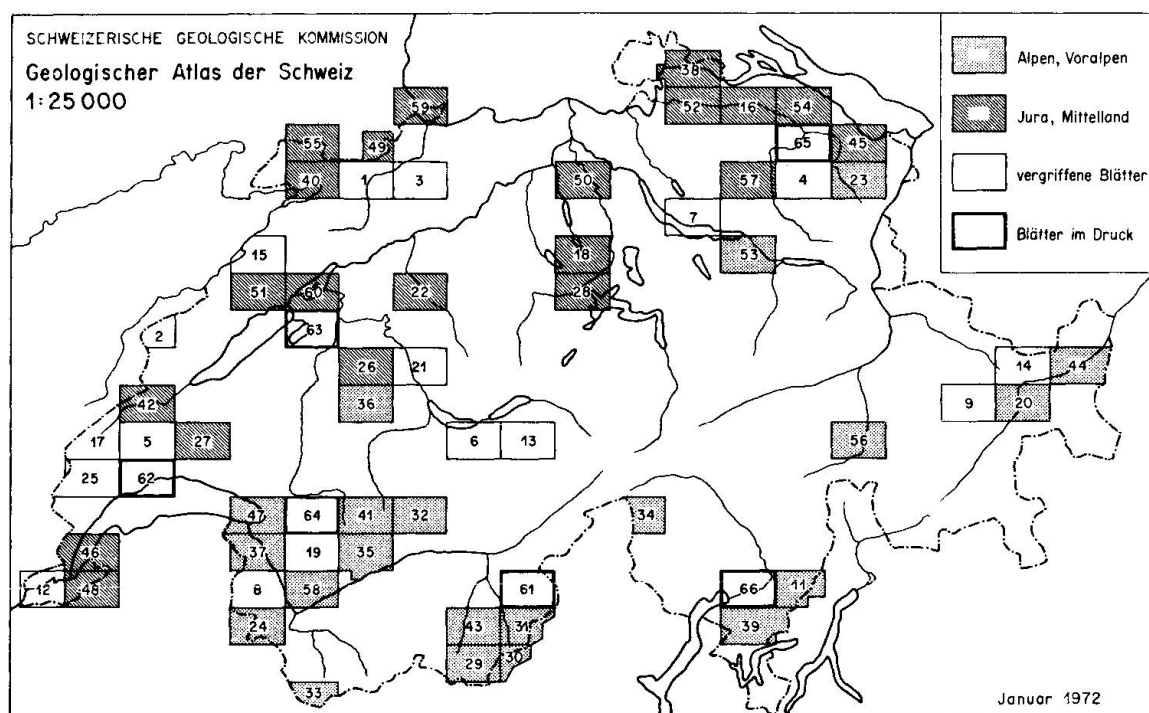 SCHWEIZERISCHE GEOLOGISCHE KOMMISSION
Geologischer Atlas der Schweiz
1:25 000
Alpen, Voralpen
Jura, Mittelland
vergriffene Blätter
Blätter im Druck
38
59 52 16 54
55 49 65 45
40 1 3 50 57 4 23
7
15 18 53
51 60 22 28
2 63
26 21 14 44
42 36 9 20
17 5 27 6 13 56
25 62
47 64 41 32 34
46 37 19 35
12 48 8 58 61 66 11
24 43 31 39
29 30
33
Januar 1972